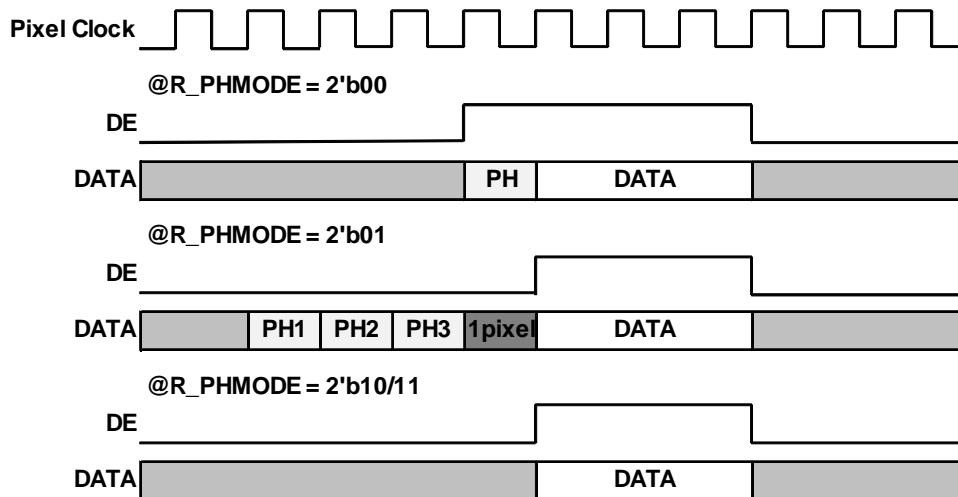 Pixel Clock
@R_PHMODE = 2'b00
DE
DATA PH DATA
@R_PHMODE = 2'b01
DE
DATA PH1 PH2 PH3 1pixel DATA
@R_PHMODE = 2'b10/11
DE
DATA DATA